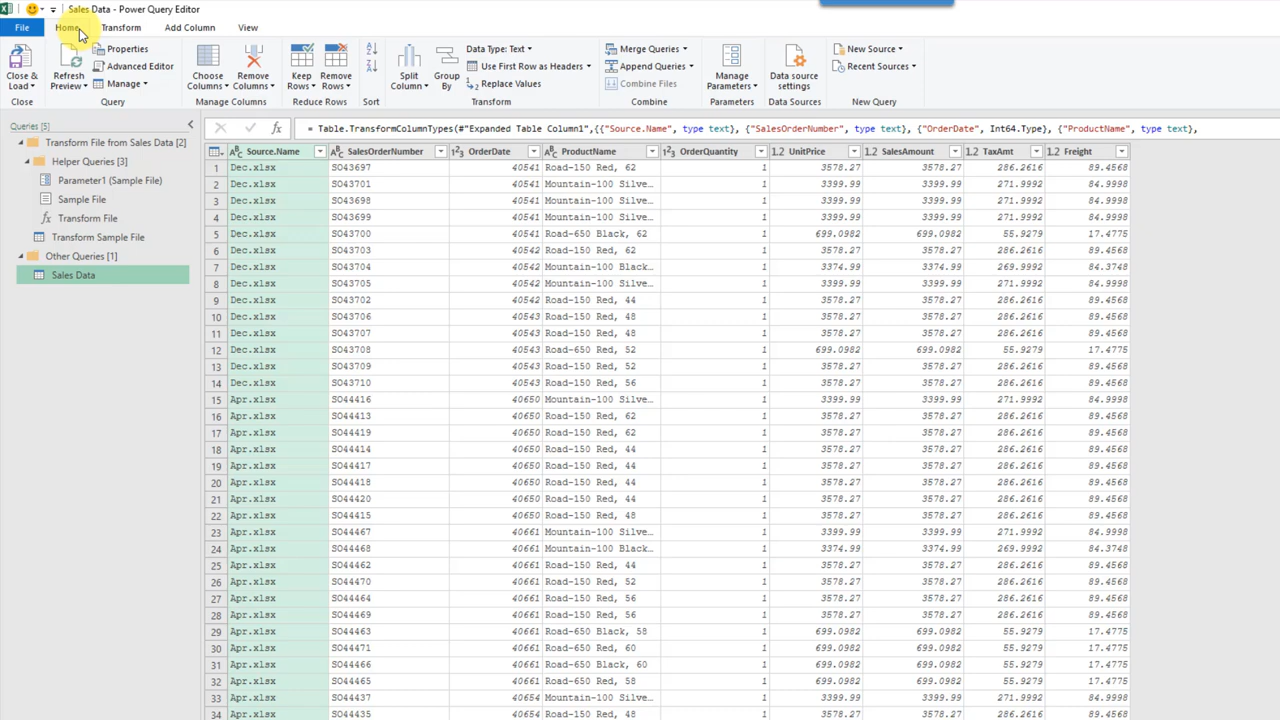 Sales Data - Power Query Editor
File Home Transform Add Column View
Close & Load Refresh Preview Properties Advanced Editor Manage Choose Columns Remove Columns Keep Rows Remove Rows Split Column Group By Data Type: Text Use First Row as Headers Replace Values Merge Queries Append Queries Combine Files Manage Parameters Data source settings New Source Recent Sources
Close Query Manage Columns Reduce Rows Sort Transform Combine Parameters Data Sources New Query
Queries [5]
Transform File from Sales Data [2]
Helper Queries [3]
Parameter1 (Sample File)
Sample File
Transform File
Transform Sample File
Other Queries [1]
Sales Data
fx = Table.TransformColumnTypes(#"Expanded Table Column1",{{"Source.Name", type text}, {"SalesOrderNumber", type text}, {"OrderDate", Int64.Type}, {"ProductName", type text},
Source.Name SalesOrderNumber OrderDate ProductName OrderQuantity UnitPrice SalesAmount TaxAmt Freight
1 Dec.xlsx SO43697 40541 Road-150 Red, 62 1 3578.27 3578.27 286.2616 89.4568
2 Dec.xlsx SO43701 40541 Mountain-100 Silve... 1 3399.99 3399.99 271.9992 84.9998
3 Dec.xlsx SO43698 40541 Mountain-100 Silve... 1 3399.99 3399.99 271.9992 84.9998
4 Dec.xlsx SO43699 40541 Mountain-100 Silve... 1 3399.99 3399.99 271.9992 84.9998
5 Dec.xlsx SO43700 40541 Road-650 Black, 62 1 699.0982 699.0982 55.9279 17.4775
6 Dec.xlsx SO43703 40542 Road-150 Red, 62 1 3578.27 3578.27 286.2616 89.4568
7 Dec.xlsx SO43704 40542 Mountain-100 Black... 1 3374.99 3374.99 269.9992 84.3748
8 Dec.xlsx SO43705 40542 Mountain-100 Silve... 1 3399.99 3399.99 271.9992 84.9998
9 Dec.xlsx SO43702 40542 Road-150 Red, 44 1 3578.27 3578.27 286.2616 89.4568
10 Dec.xlsx SO43706 40543 Road-150 Red, 48 1 3578.27 3578.27 286.2616 89.4568
11 Dec.xlsx SO43707 40543 Road-150 Red, 48 1 3578.27 3578.27 286.2616 89.4568
12 Dec.xlsx SO43708 40543 Road-650 Red, 52 1 699.0982 699.0982 55.9279 17.4775
13 Dec.xlsx SO43709 40543 Road-150 Red, 52 1 3578.27 3578.27 286.2616 89.4568
14 Dec.xlsx SO43710 40543 Road-150 Red, 56 1 3578.27 3578.27 286.2616 89.4568
15 Apr.xlsx SO44416 40650 Mountain-100 Silve... 1 3399.99 3399.99 271.9992 84.9998
16 Apr.xlsx SO44413 40650 Road-150 Red, 62 1 3578.27 3578.27 286.2616 89.4568
17 Apr.xlsx SO44419 40650 Road-150 Red, 62 1 3578.27 3578.27 286.2616 89.4568
18 Apr.xlsx SO44414 40650 Road-150 Red, 44 1 3578.27 3578.27 286.2616 89.4568
19 Apr.xlsx SO44417 40650 Road-150 Red, 44 1 3578.27 3578.27 286.2616 89.4568
20 Apr.xlsx SO44418 40650 Road-150 Red, 44 1 3578.27 3578.27 286.2616 89.4568
21 Apr.xlsx SO44420 40650 Road-150 Red, 44 1 3578.27 3578.27 286.2616 89.4568
22 Apr.xlsx SO44415 40650 Road-150 Red, 48 1 3578.27 3578.27 286.2616 89.4568
23 Apr.xlsx SO44467 40661 Mountain-100 Silve... 1 3399.99 3399.99 271.9992 84.9998
24 Apr.xlsx SO44468 40661 Mountain-100 Black... 1 3374.99 3374.99 269.9992 84.3748
25 Apr.xlsx SO44462 40661 Road-150 Red, 44 1 3578.27 3578.27 286.2616 89.4568
26 Apr.xlsx SO44470 40661 Road-150 Red, 52 1 3578.27 3578.27 286.2616 89.4568
27 Apr.xlsx SO44464 40661 Road-150 Red, 56 1 3578.27 3578.27 286.2616 89.4568
28 Apr.xlsx SO44469 40661 Road-150 Red, 56 1 3578.27 3578.27 286.2616 89.4568
29 Apr.xlsx SO44463 40661 Road-650 Black, 58 1 699.0982 699.0982 55.9279 17.4775
30 Apr.xlsx SO44471 40661 Road-650 Red, 60 1 699.0982 699.0982 55.9279 17.4775
31 Apr.xlsx SO44466 40661 Road-650 Black, 60 1 699.0982 699.0982 55.9279 17.4775
32 Apr.xlsx SO44465 40661 Road-650 Red, 58 1 699.0982 699.0982 55.9279 17.4775
33 Apr.xlsx SO44437 40654 Mountain-100 Silve... 1 3399.99 3399.99 271.9992 84.9998
34 Apr.xlsx SO44435 40654 Road-150 Red, 48 1 3578.27 3578.27 286.2616 89.4568